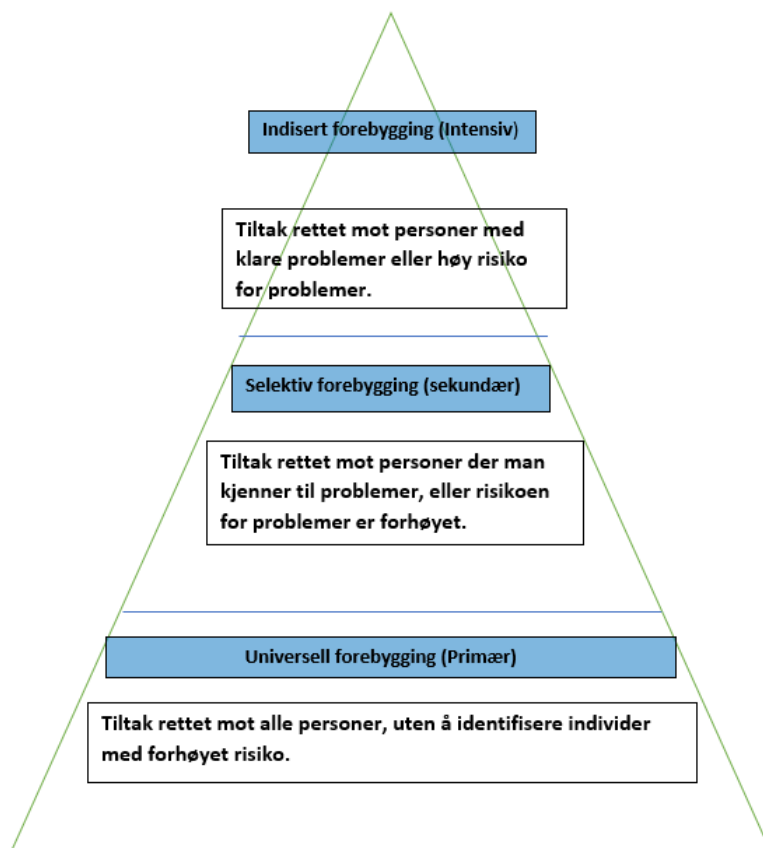 Indisert forebygging (Intensiv)
Tiltak rettet mot personer med
klare problemer eller høy risiko
for problemer.
Selektiv forebygging (sekundær)
Tiltak rettet mot personer der man
kjenner til problemer, eller risikoen
for problemer er forhøyet.
Universell forebygging (Primær)
Tiltak rettet mot alle personer, uten å identifisere individer
med forhøyet risiko.